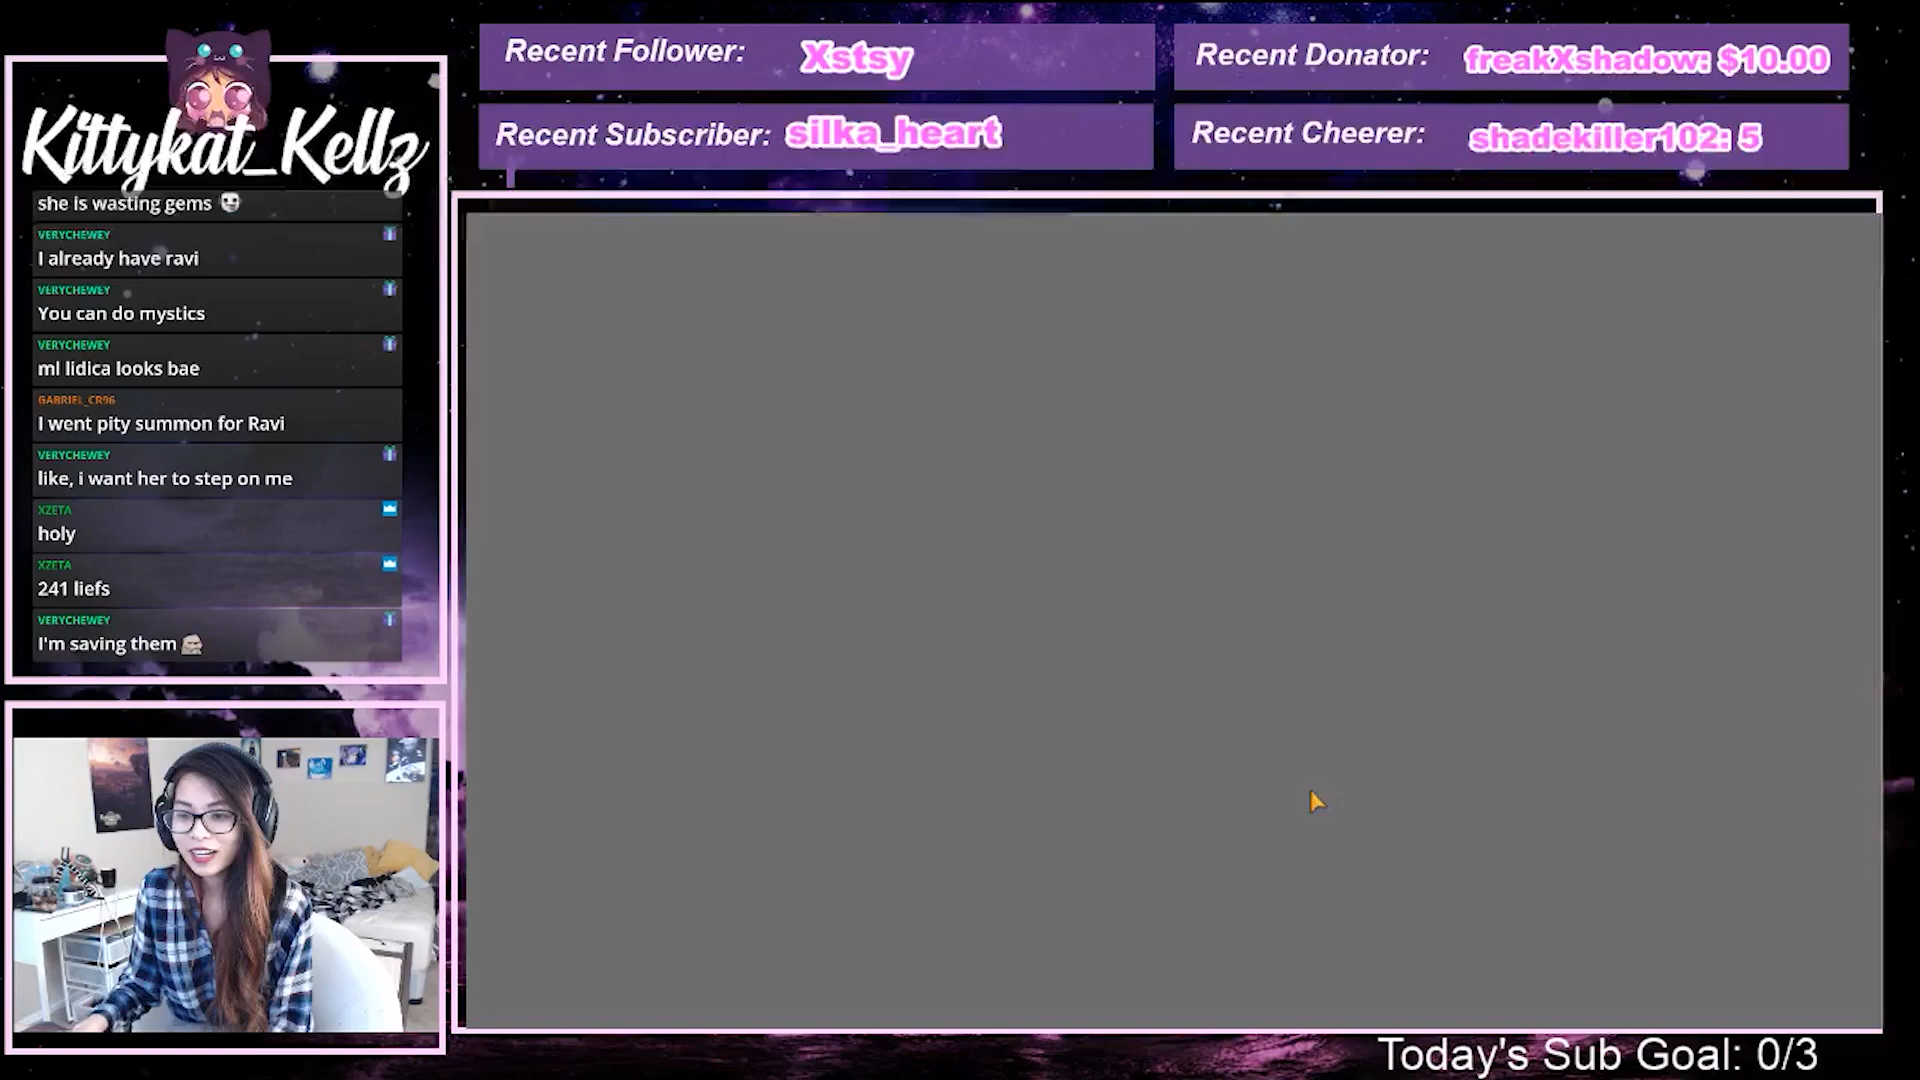 Kittykat_Kellz
she is wasting gems
VERYCHEWEY
I already have ravi
VERYCHEWEY
You can do mystics
VERYCHEWEY
ml lidica looks bae
GABRIEL_CR96
I went pity summon for Ravi
VERYCHEWEY
like, i want her to step on me
XZETA
holy
XZETA
241 liefs
VERYCHEWEY
I'm saving them
Recent Follower: Xstsy
Recent Donator: freakXshadow: $10.00
Recent Subscriber: silka_heart
Recent Cheerer: shadekiller102: 5
Today's Sub Goal: 0/3